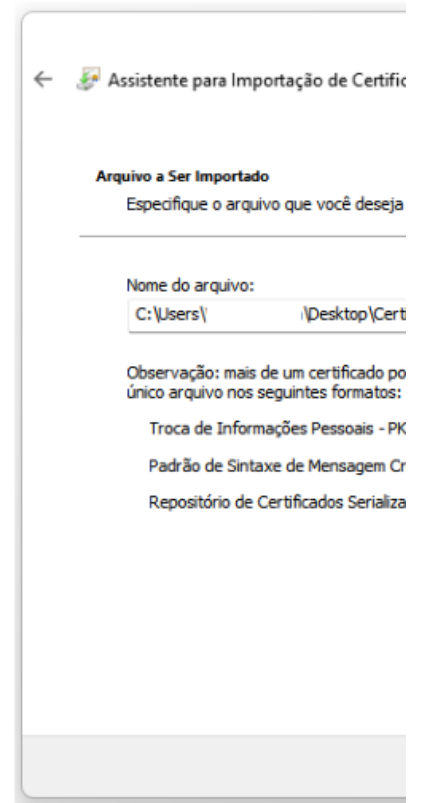 Assistente para Importação de Certific
Arquivo a Ser Importado
Especifique o arquivo que você deseja
Nome do arquivo:
C:\Users\ \Desktop\Certi
Observação: mais de um certificado po
único arquivo nos seguintes formatos:
Troca de Informações Pessoais - PK
Padrão de Sintaxe de Mensagem Cr
Repositório de Certificados Serializa